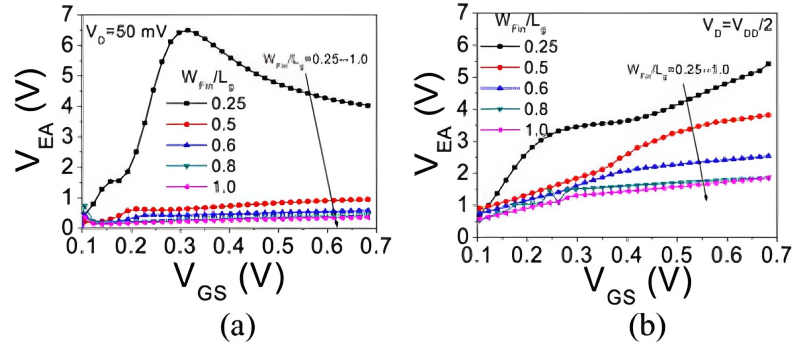 V_D=50 mV
W_Fin/L_g=0.25--1.0
W_Fin/L_g
0.25
0.5
0.6
0.8
1.0
V_EA (V)
7
6
5
4
3
2
1
0
0.1 0.2 0.3 0.4 0.5 0.6 0.7
V_GS (V)
(a)
W_Fin/L_g
V_D=V_DD/2
0.25
0.5
0.6
0.8
1.0
W_Fin/L_g=0.25--1.0
V_EA (V)
7
6
5
4
3
2
1
0
0.1 0.2 0.3 0.4 0.5 0.6 0.7
V_GS (V)
(b)